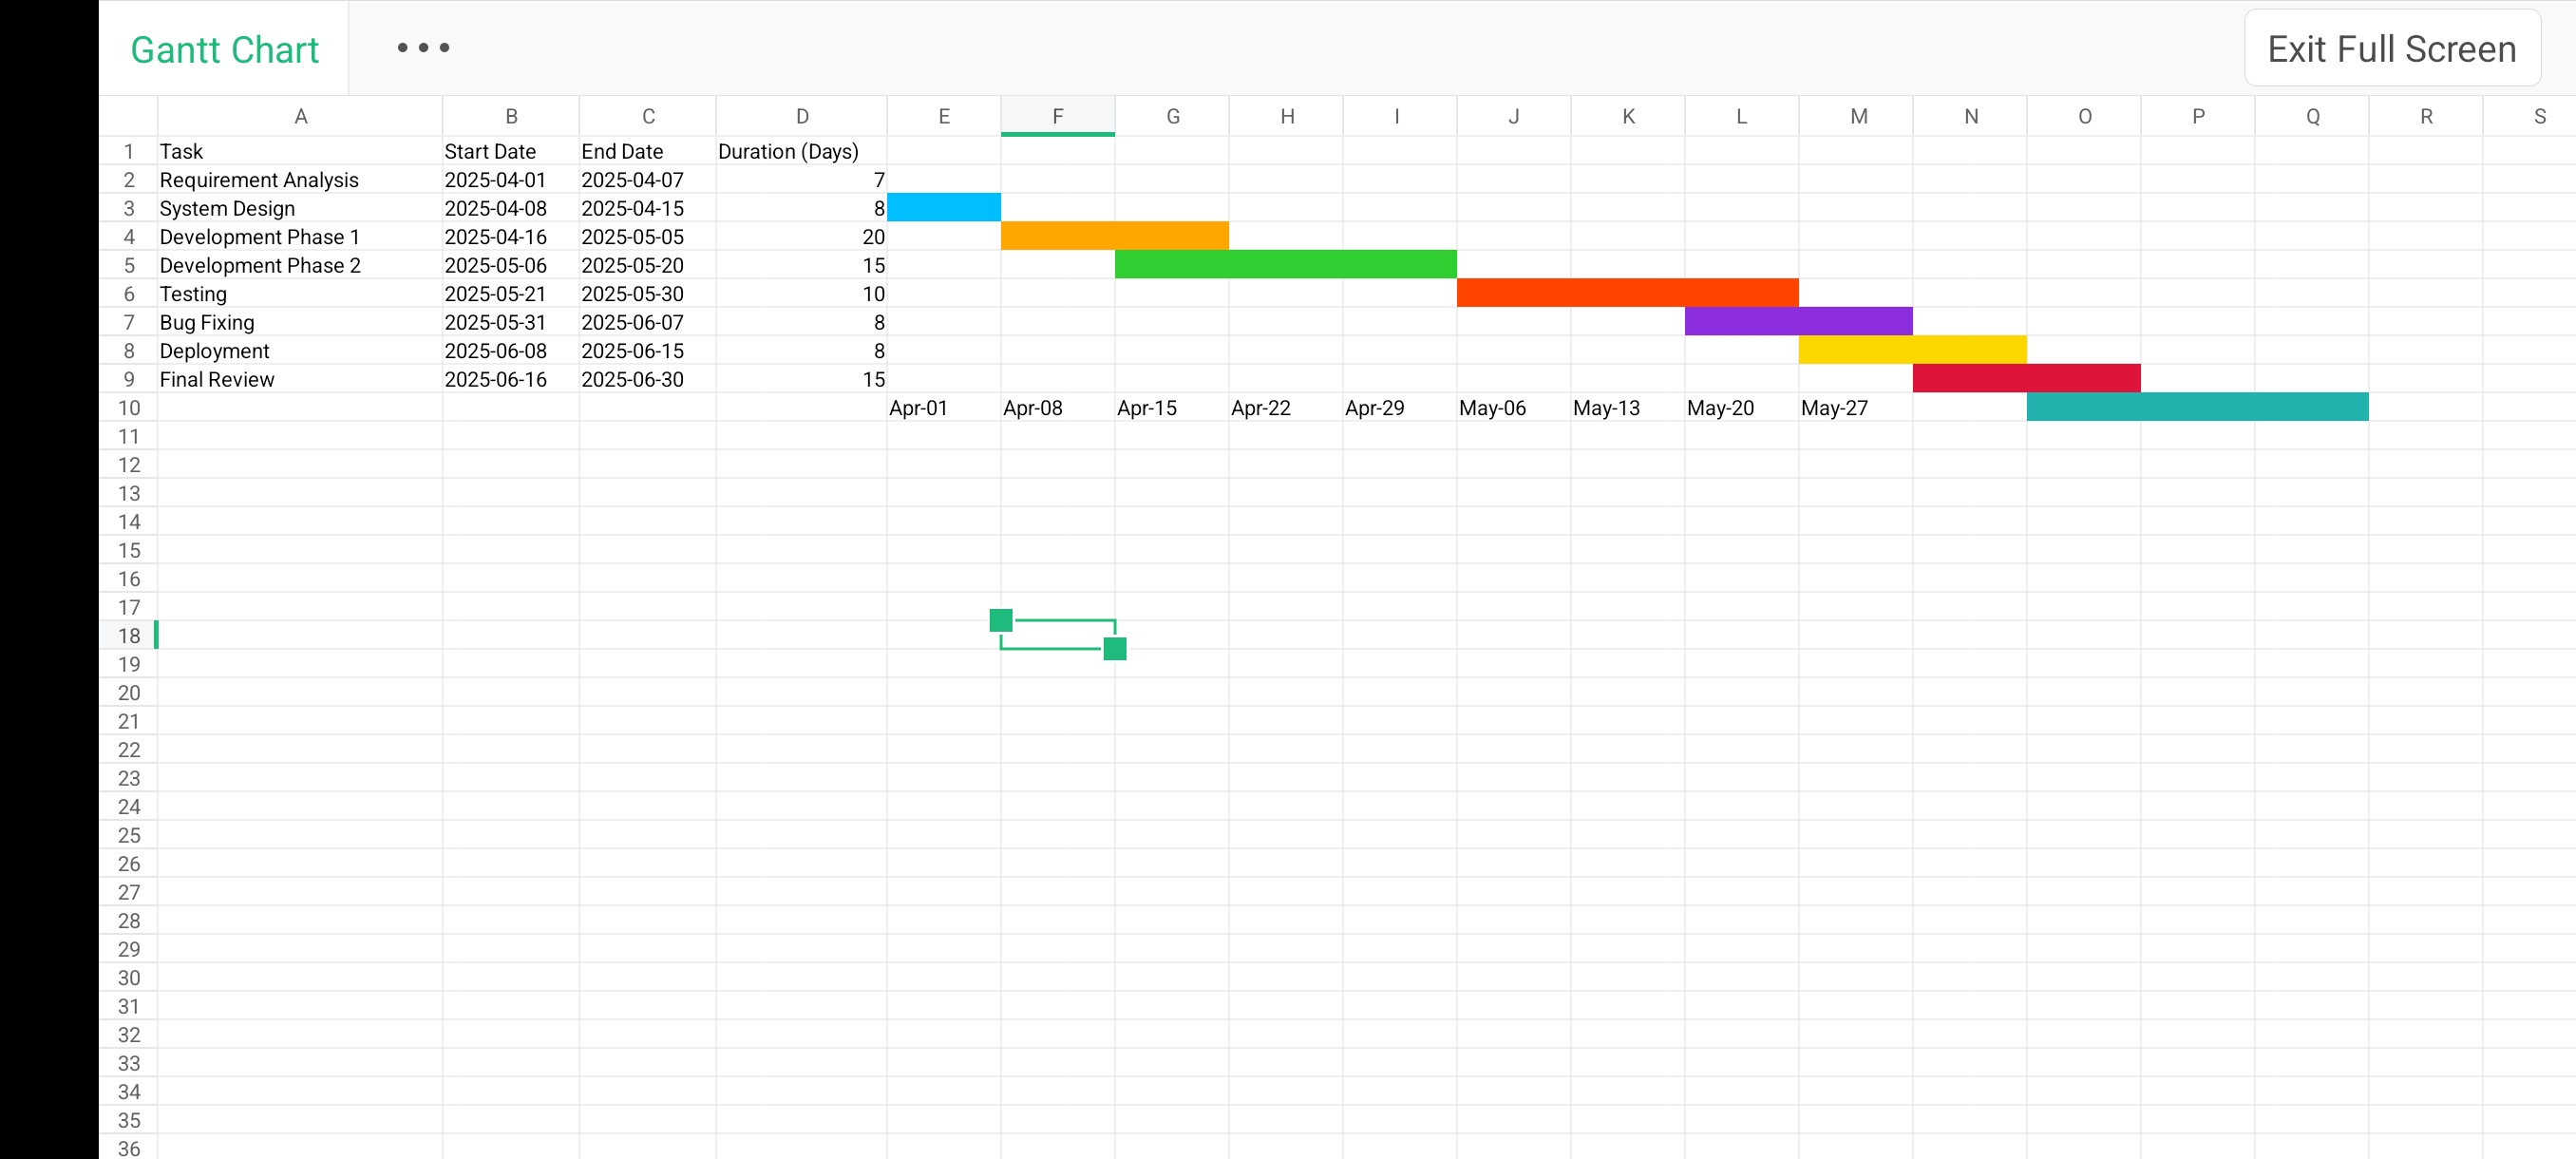 Gantt Chart ••• Exit Full Screen
A B C D E F G H I J K L M N O P Q R S
1 Task Start Date End Date Duration (Days)
2 Requirement Analysis 2025-04-01 2025-04-07 7
3 System Design 2025-04-08 2025-04-15 8
4 Development Phase 1 2025-04-16 2025-05-05 20
5 Development Phase 2 2025-05-06 2025-05-20 15
6 Testing 2025-05-21 2025-05-30 10
7 Bug Fixing 2025-05-31 2025-06-07 8
8 Deployment 2025-06-08 2025-06-15 8
9 Final Review 2025-06-16 2025-06-30 15
10 Apr-01 Apr-08 Apr-15 Apr-22 Apr-29 May-06 May-13 May-20 May-27
11
12
13
14
15
16
17
18
19
20
21
22
23
24
25
26
27
28
29
30
31
32
33
34
35
36